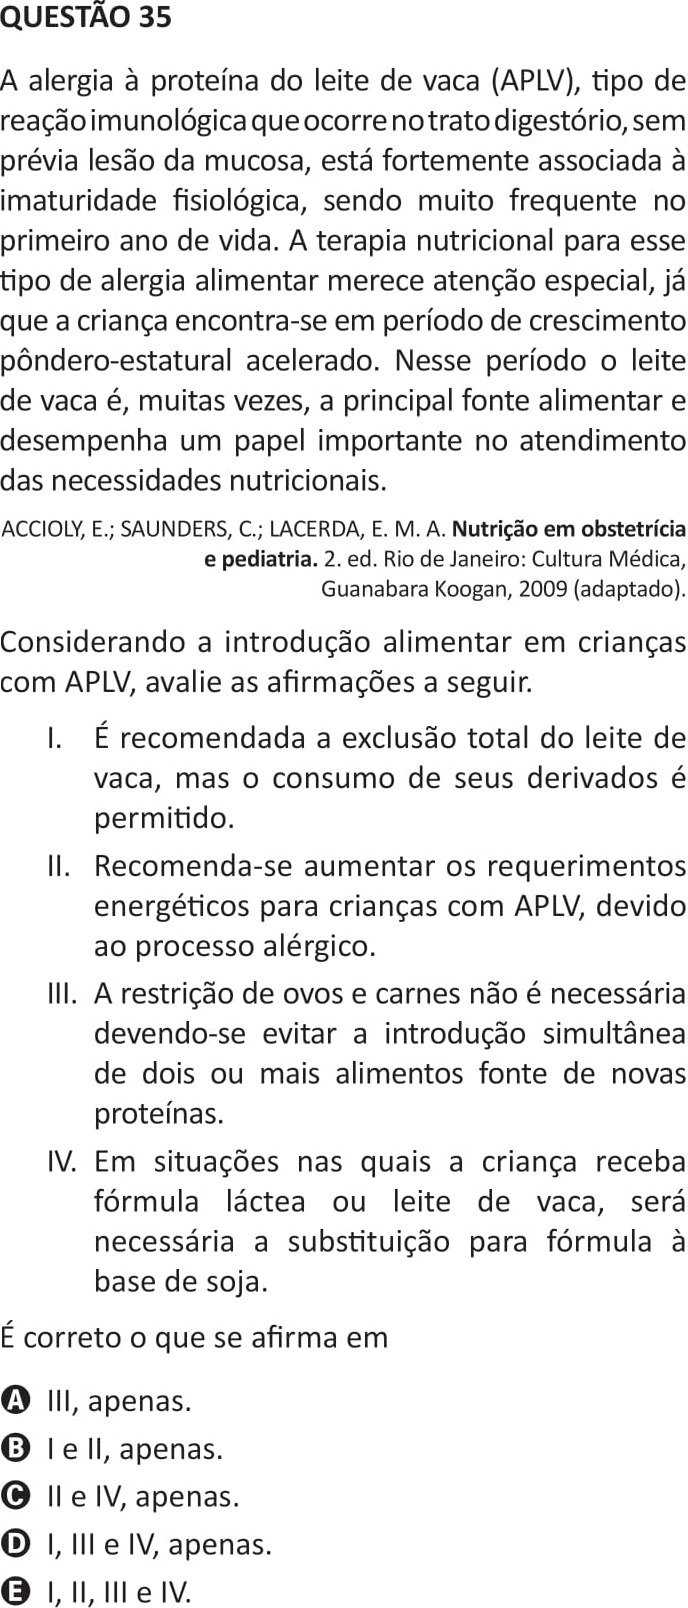 QUESTÃO 35
A alergia à proteína do leite de vaca (APLV), tipo de
reação imunológica que ocorre no trato digestório, sem
prévia lesão da mucosa, está fortemente associada à
imaturidade fisiológica, sendo muito frequente no
primeiro ano de vida. A terapia nutricional para esse
tipo de alergia alimentar merece atenção especial, já
que a criança encontra-se em período de crescimento
pôndero-estatural acelerado. Nesse período o leite
de vaca é, muitas vezes, a principal fonte alimentar e
desempenha um papel importante no atendimento
das necessidades nutricionais.
ACCIOLY, E.; SAUNDERS, C.; LACERDA, E. M. A. Nutrição em obstetrícia
e pediatria. 2. ed. Rio de Janeiro: Cultura Médica,
Guanabara Koogan, 2009 (adaptado).
Considerando a introdução alimentar em crianças
com APLV, avalie as afirmações a seguir.
I. É recomendada a exclusão total do leite de
vaca, mas o consumo de seus derivados é
permitido.
II. Recomenda-se aumentar os requerimentos
energéticos para crianças com APLV, devido
ao processo alérgico.
III. A restrição de ovos e carnes não é necessária
devendo-se evitar a introdução simultânea
de dois ou mais alimentos fonte de novas
proteínas.
IV. Em situações nas quais a criança receba
fórmula láctea ou leite de vaca, será
necessária a substituição para fórmula à
base de soja.
É correto o que se afirma em
A III, apenas.
B I e II, apenas.
C II e IV, apenas.
D I, III e IV, apenas.
E I, II, III e IV.